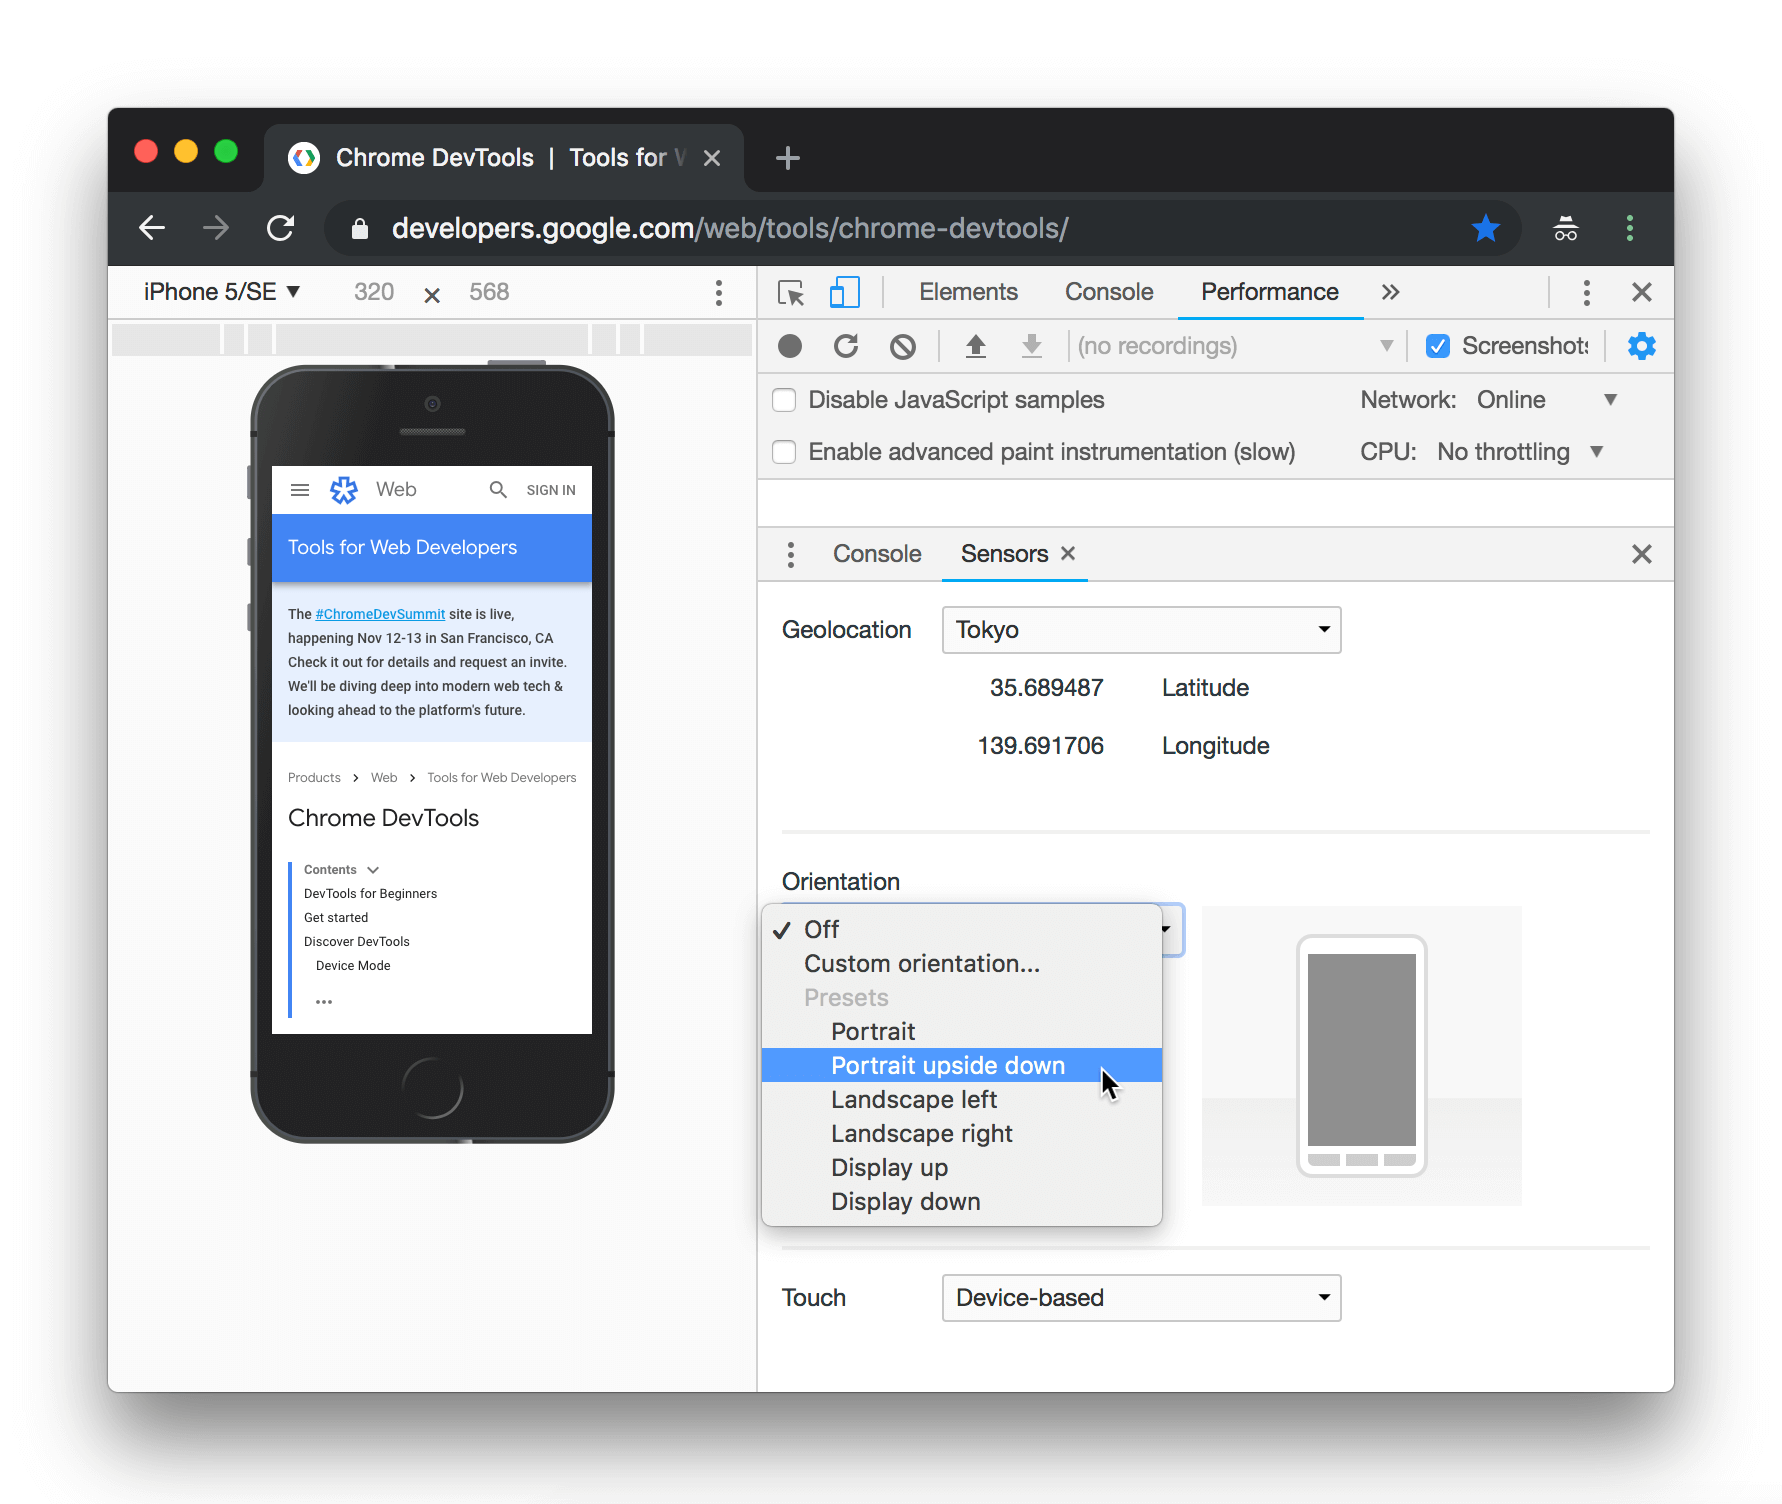 Chrome DevTools | Tools for
developers.google.com/web/tools/chrome-devtools/
iPhone 5/SE 320 × 568
Elements Console Performance
(no recordings) Screenshots
Disable JavaScript samples Network: Online
Enable advanced paint instrumentation (slow) CPU: No throttling
Web SIGN IN
Tools for Web Developers
The #ChromeDevSummit site is live,
happening Nov 12-13 in San Francisco, CA
Check it out for details and request an invite.
We'll be diving deep into modern web tech &
looking ahead to the platform's future.
Products > Web > Tools for Web Developers
Chrome DevTools
Contents
DevTools for Beginners
Get started
Discover DevTools
Device Mode
...
Console Sensors
Geolocation Tokyo
35.689487 Latitude
139.691706 Longitude
Orientation
Off
Custom orientation...
Presets
Portrait
Portrait upside down
Landscape left
Landscape right
Display up
Display down
Touch Device-based